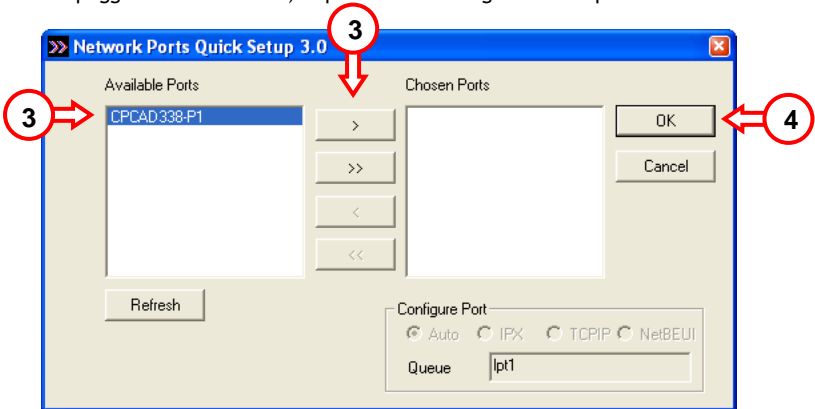 3
Network Ports Quick Setup 3.0
Available Ports
Chosen Ports
3
CPCAD338-P1
>
OK
4
>>
Cancel
<
<<
Refresh
Configure Port
Auto IPX TCPIP NetBEUI
Queue lpt1